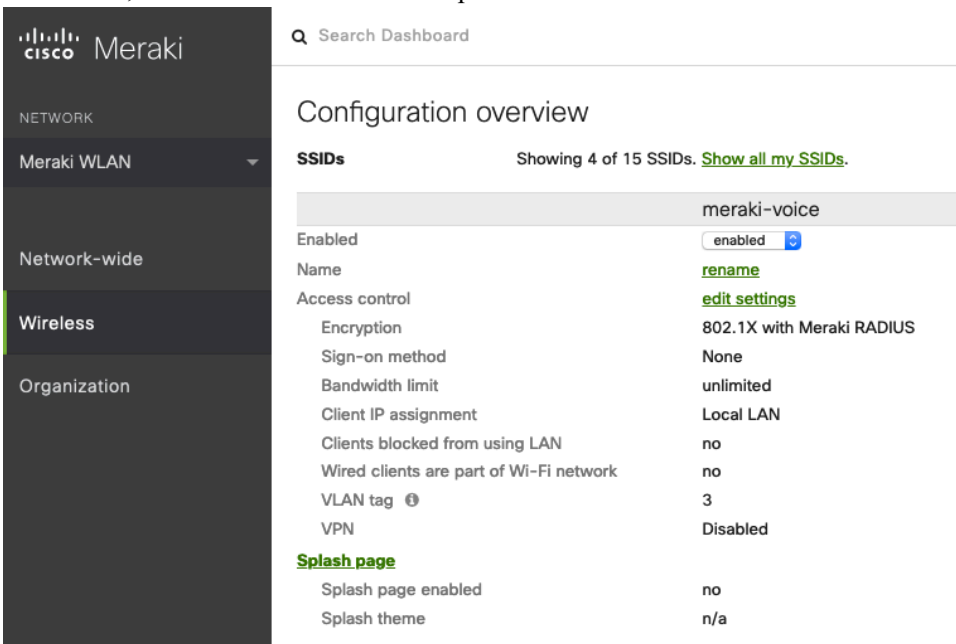 cisco Meraki
Search Dashboard
NETWORK
Meraki WLAN
Network-wide
Wireless
Organization
Configuration overview
SSIDs Showing 4 of 15 SSIDs. Show all my SSIDs.
meraki-voice
Enabled enabled
Name rename
Access control edit settings
Encryption 802.1X with Meraki RADIUS
Sign-on method None
Bandwidth limit unlimited
Client IP assignment Local LAN
Clients blocked from using LAN no
Wired clients are part of Wi-Fi network no
VLAN tag 3
VPN Disabled
Splash page
Splash page enabled no
Splash theme n/a